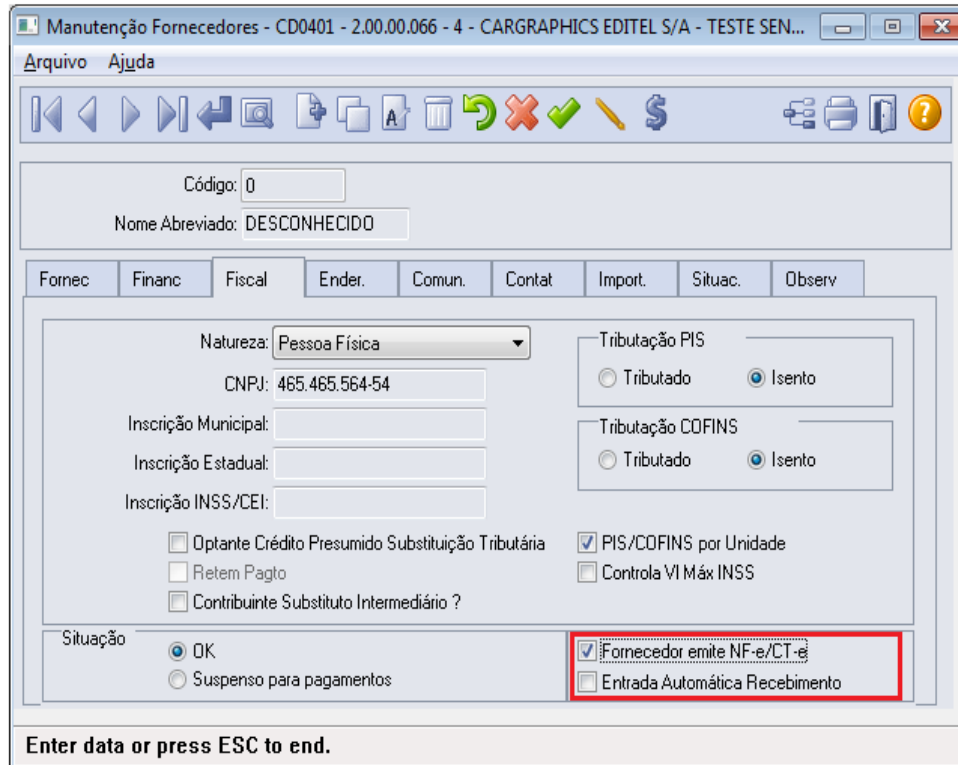 Manutenção Fornecedores - CD0401 - 2.00.00.066 - 4 - CARGRAPHICS EDITEL S/A - TESTE SEN...
Arquivo Ajuda
Código: 0
Nome Abreviado: DESCONHECIDO
Fornec Financ Fiscal Ender. Comun. Contat Import. Situac. Observ
Natureza: Pessoa Física
CNPJ: 465.465.564-54
Inscrição Municipal:
Inscrição Estadual:
Inscrição INSS/CEI:
Tributação PIS
Tributado Isento
Tributação COFINS
Tributado Isento
Optante Crédito Presumido Substituição Tributária
Retem Pagto
Contribuinte Substituto Intermediário ?
PIS/COFINS por Unidade
Controla Vl Máx INSS
Situação
OK
Suspenso para pagamentos
Fornecedor emite NF-e/CT-e
Entrada Automática Recebimento
Enter data or press ESC to end.